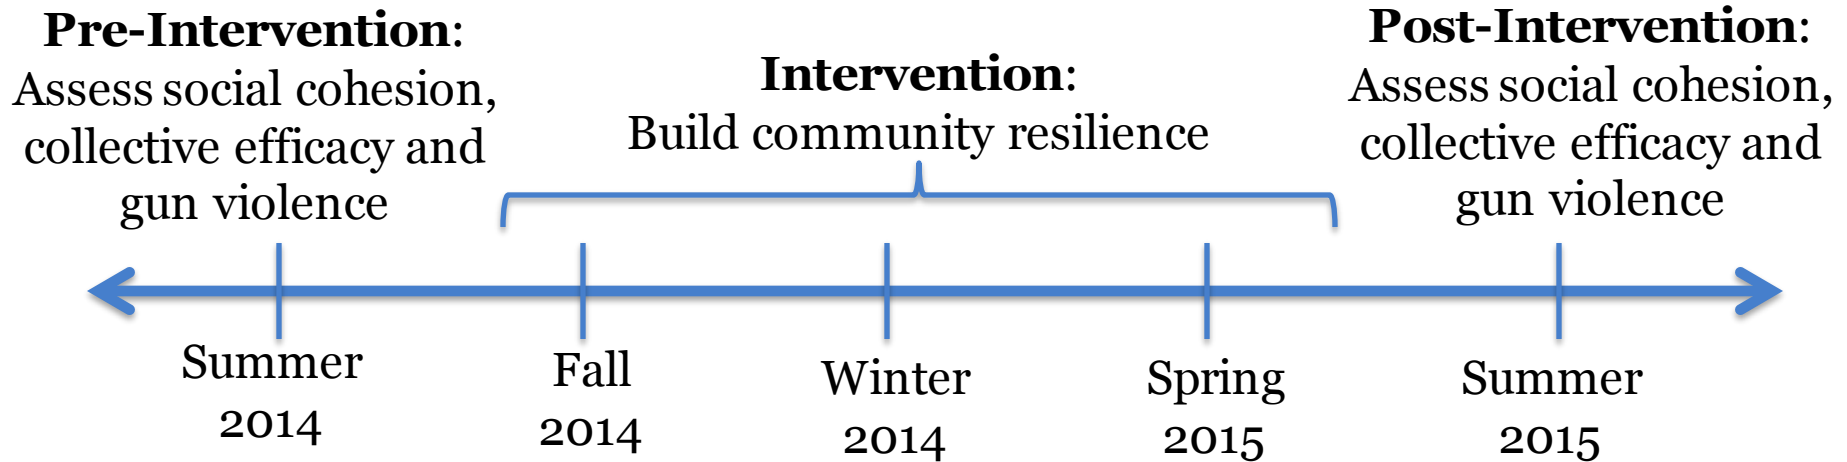 Pre-Intervention:
Assess social cohesion,
collective efficacy and
gun violence
Intervention:
Build community resilience
Post-Intervention:
Assess social cohesion,
collective efficacy and
gun violence
Summer
2014
Fall
2014
Winter
2014
Spring
2015
Summer
2015